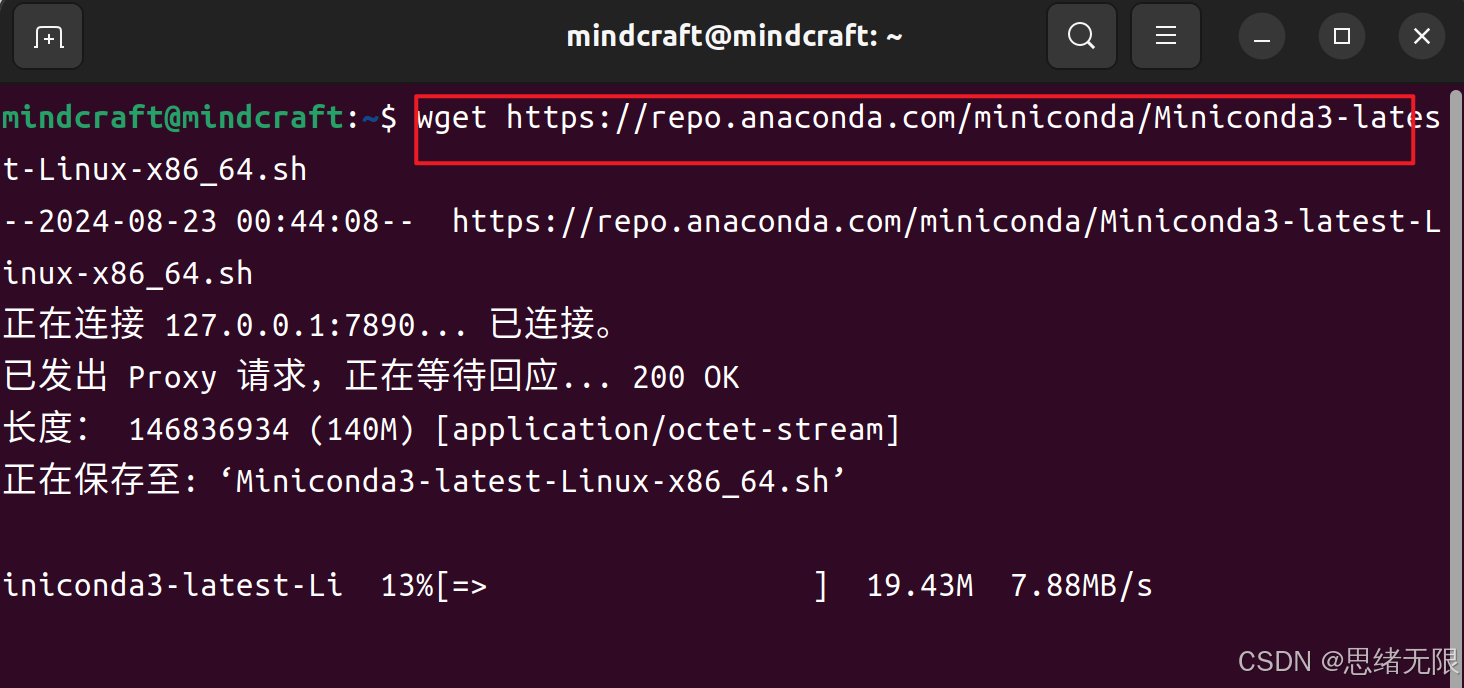 mindcraft@mindcraft: ~
mindcraft@mindcraft:~$ wget https://repo.anaconda.com/miniconda/Miniconda3-lates
t-Linux-x86_64.sh
--2024-08-23 00:44:08--  https://repo.anaconda.com/miniconda/Miniconda3-latest-L
inux-x86_64.sh
正在连接 127.0.0.1:7890... 已连接。
已发出 Proxy 请求，正在等待回应... 200 OK
长度： 146836934 (140M) [application/octet-stream]
正在保存至: ‘Miniconda3-latest-Linux-x86_64.sh’
iniconda3-latest-Li  13%[=>                  ]  19.43M  7.88MB/s
CSDN @思绪无限